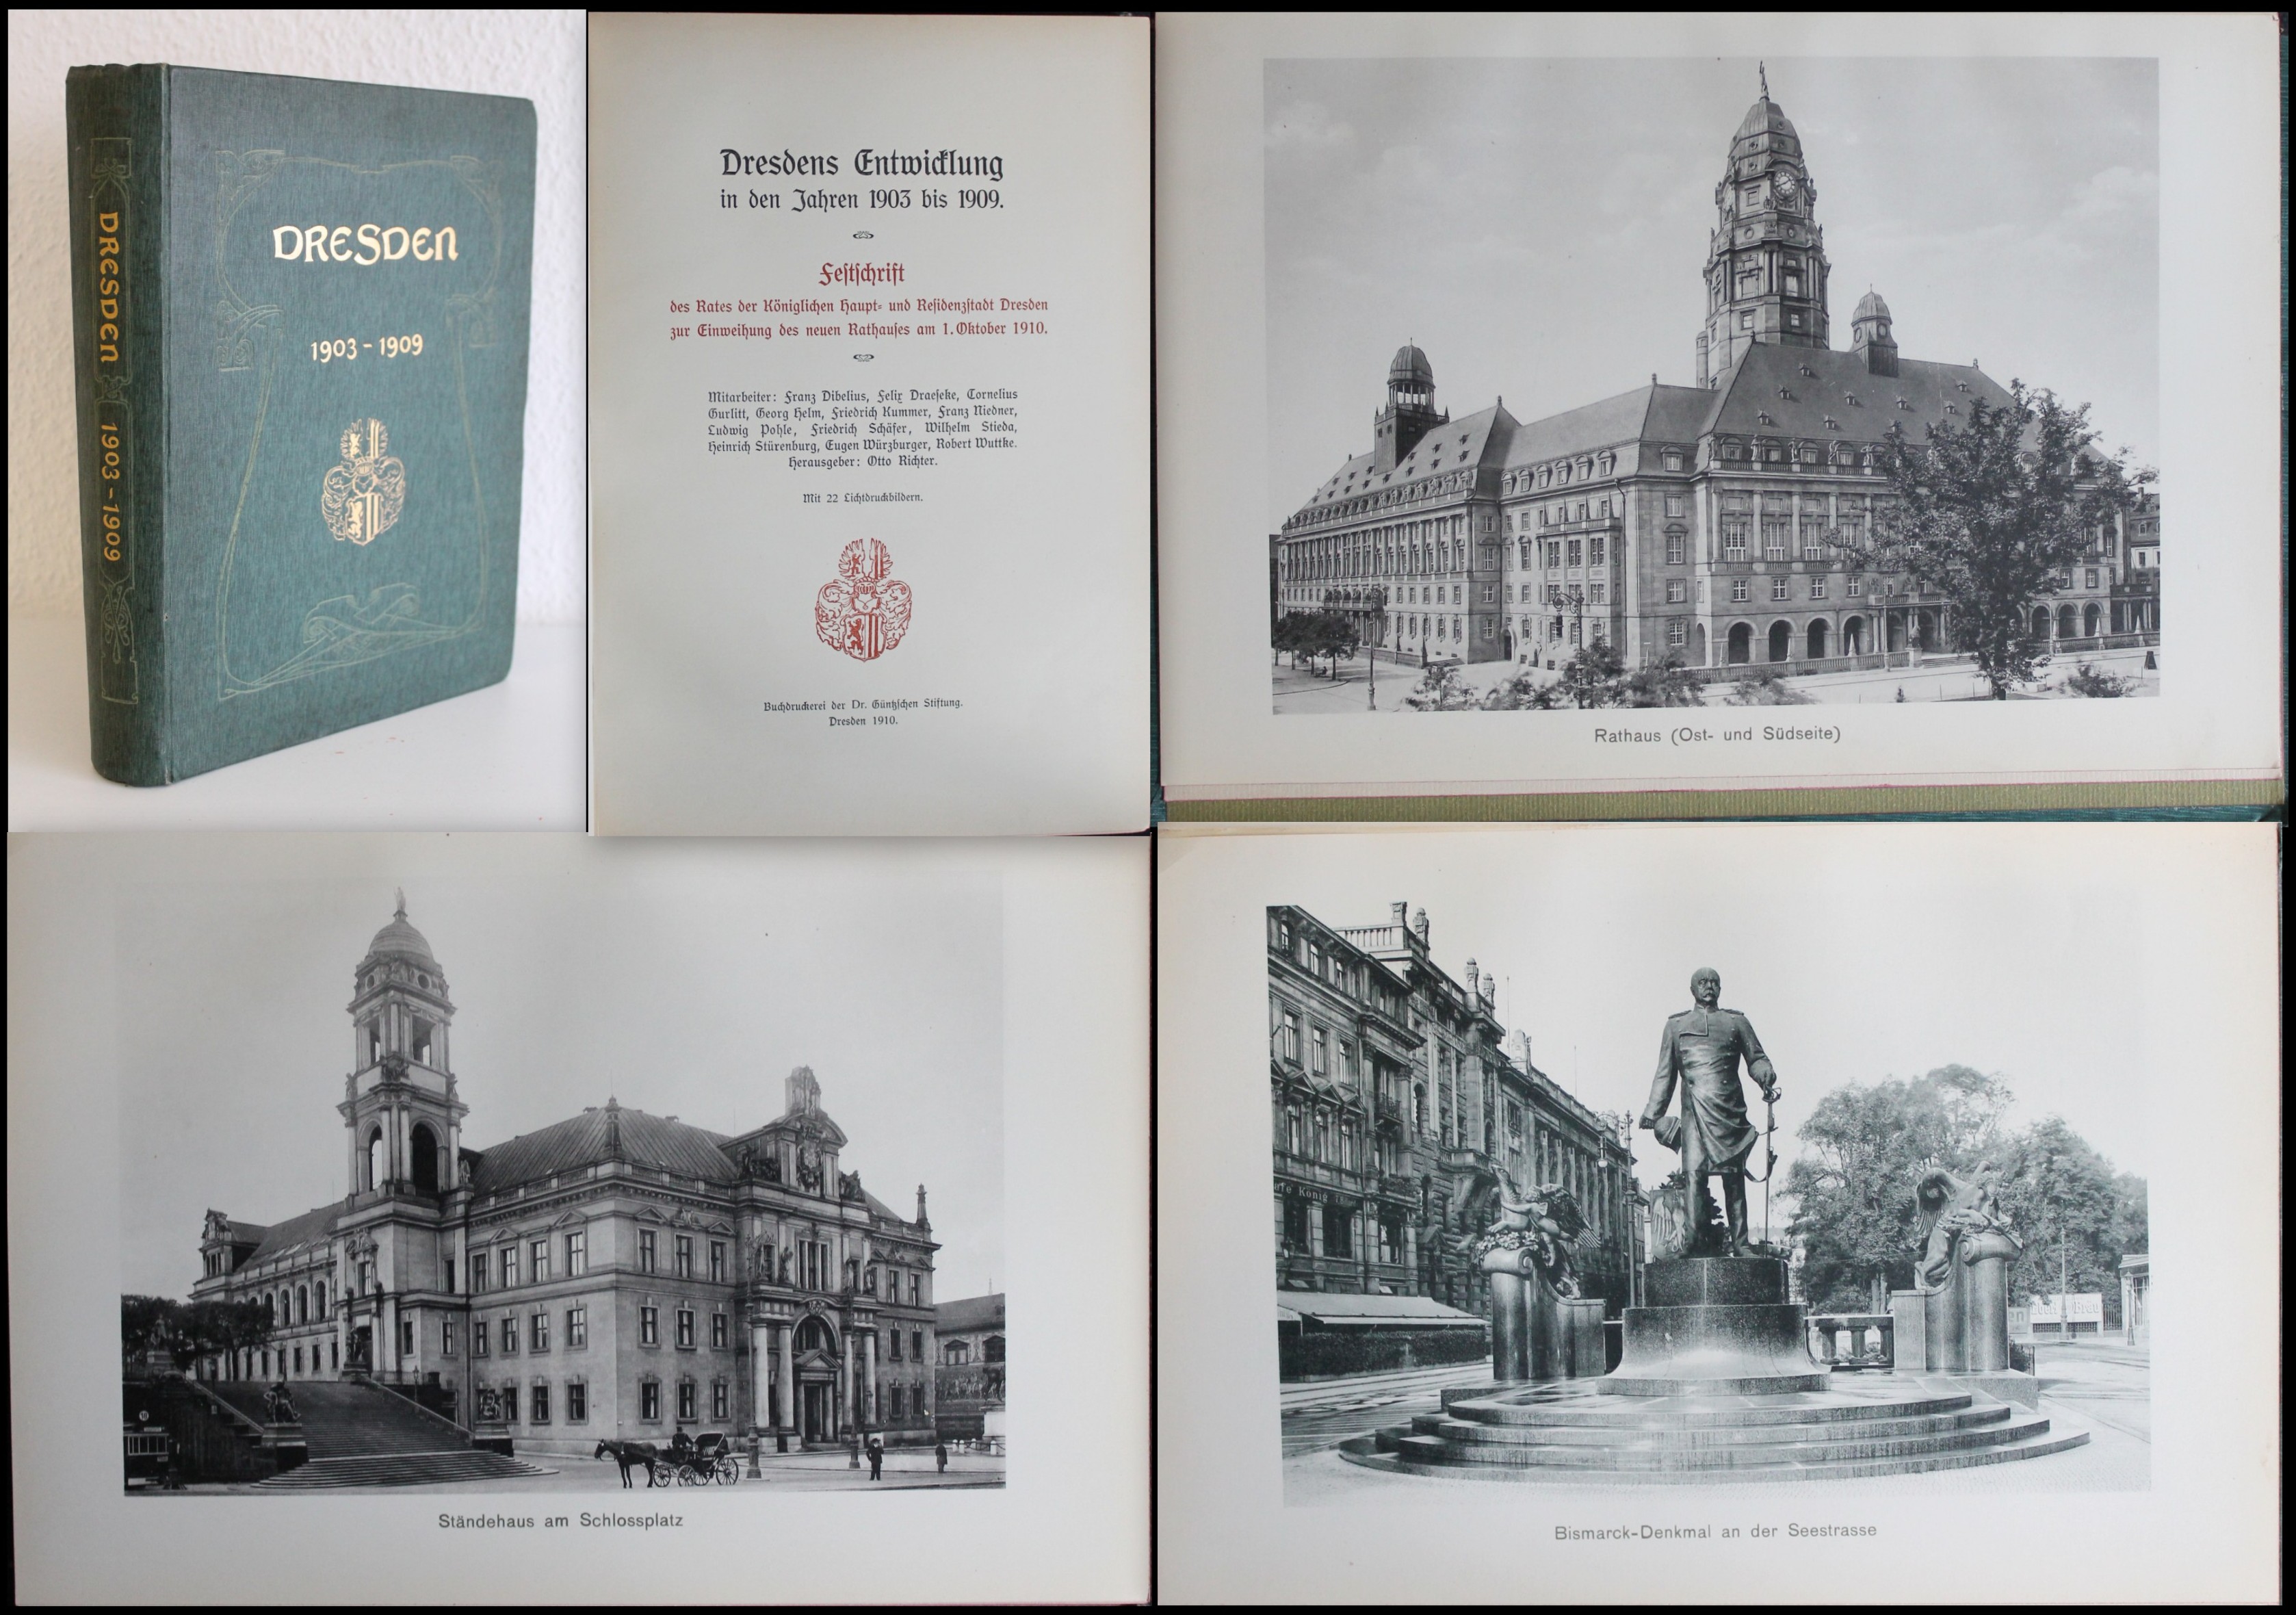 DRESDEN 1903-1909
DRESDEN
1903-1909
Dresdens Entwicklung
in den Jahren 1903 bis 1909.
Festschrift
des Rates der Königlichen Haupt- und Residenzstadt Dresden
zur Einweihung des neuen Rathauses am 1. Oktober 1910.
Mitarbeiter: Franz Dibelius, Felix Draeseke, Cornelius
Gurlitt, Georg Helm, Friedrich Kummer, Franz Niedner,
Ludwig Pohle, Friedrich Schäfer, Wilhelm Stieda,
Heinrich Stürenburg, Eugen Würzburger, Robert Wuttke.
Herausgeber: Otto Richter.
Mit 22 Lichtdruckbildern.
Buchdruckerei der Dr. Güntzschen Stiftung.
Dresden 1910.
Rathaus (Ost- und Südseite)
Ständehaus am Schlossplatz
König
Bismarck-Denkmal an der Seestrasse